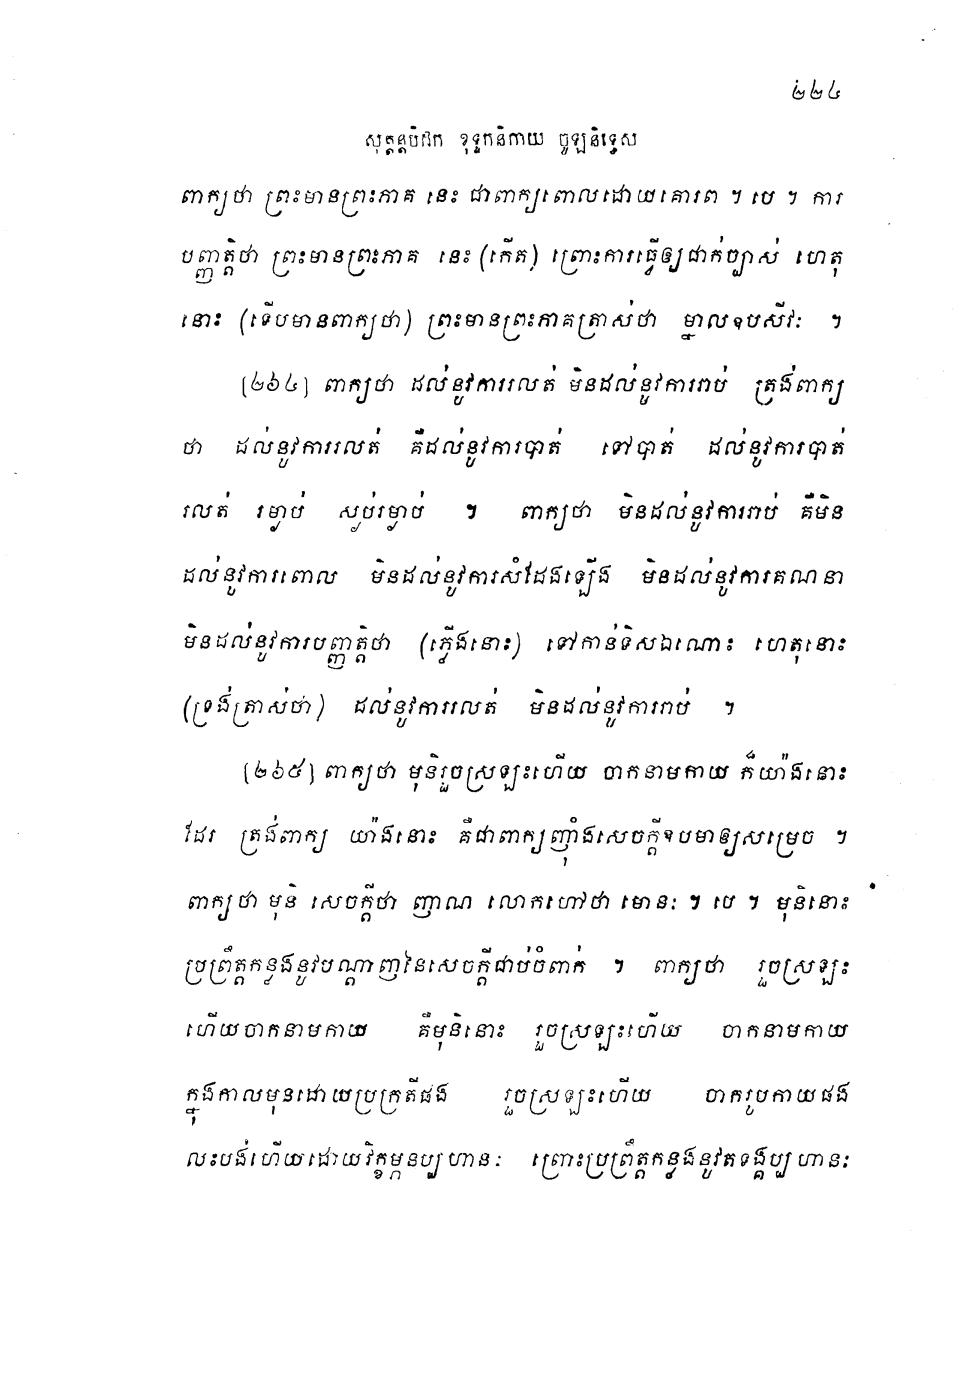 ២២៤
សុត្តន្តបិដក ខុទ្ទកនិកាយ ចូឡនិទ្ទេស
ពាក្យថា ព្រះមានព្រះភាគ នេះ ជាពាក្យពោលដោយគោរព ។ បេ ។ ការ
បញ្ញត្តិថា ព្រះមានព្រះភាគ នេះ (កើត) ព្រោះការធ្វើឲ្យជាក់ច្បាស់ ហេតុ
នោះ (ទើបមានពាក្យថា) ព្រះមានព្រះភាគត្រាស់ថា ម្នាលឧបសីវៈ ។
[២៦៤] ពាក្យថា ដល់នូវការរលត់ មិនដល់នូវការរាប់ ត្រង់ពាក្យ
ថា ដល់នូវការរលត់ គឺដល់នូវការបាត់ ទៅបាត់ ដល់នូវការបាត់
រលត់ រម្ងាប់ ស្ងប់រម្ងាប់ ។ ពាក្យថា មិនដល់នូវការរាប់ គឺមិន
ដល់នូវការពោល មិនដល់នូវការសំដែងឡើង មិនដល់នូវការគណនា
មិនដល់នូវការបញ្ញត្តិថា (ភ្លើងនោះ) ទៅកាន់ទិសឯណោះ ហេតុនោះ
(ទ្រង់ត្រាស់ថា) ដល់នូវការរលត់ មិនដល់នូវការរាប់ ។
[២៦៥] ពាក្យថា មុនិរួចស្រឡះហើយ ចាកនាមកាយ ក៏យ៉ាងនោះ
ដែរ ត្រង់ពាក្យ យ៉ាងនោះ គឺជាពាក្យញ៉ាំងសេចក្តីឧបមាឲ្យសម្រេច ។
ពាក្យថា មុនិ សេចក្តីថា ញាណ លោកហៅថា មោនៈ ។ បេ ។ មុនិនោះ
ប្រព្រឹត្តកន្លងនូវបណ្តាញនៃសេចក្តីជាប់ចំពាក់ ។ ពាក្យថា រួចស្រឡះ
ហើយចាកនាមកាយ គឺមុនិនោះ រួចស្រឡះហើយ ចាកនាមកាយ
ក្នុងកាលមុនដោយប្រក្រតីផង រួចស្រឡះហើយ ចាករូបកាយផង
លះបង់ហើយដោយវិក្ខម្ភនប្បហានៈ ព្រោះប្រព្រឹត្តកន្លងនូវតទង្គប្បហានៈ